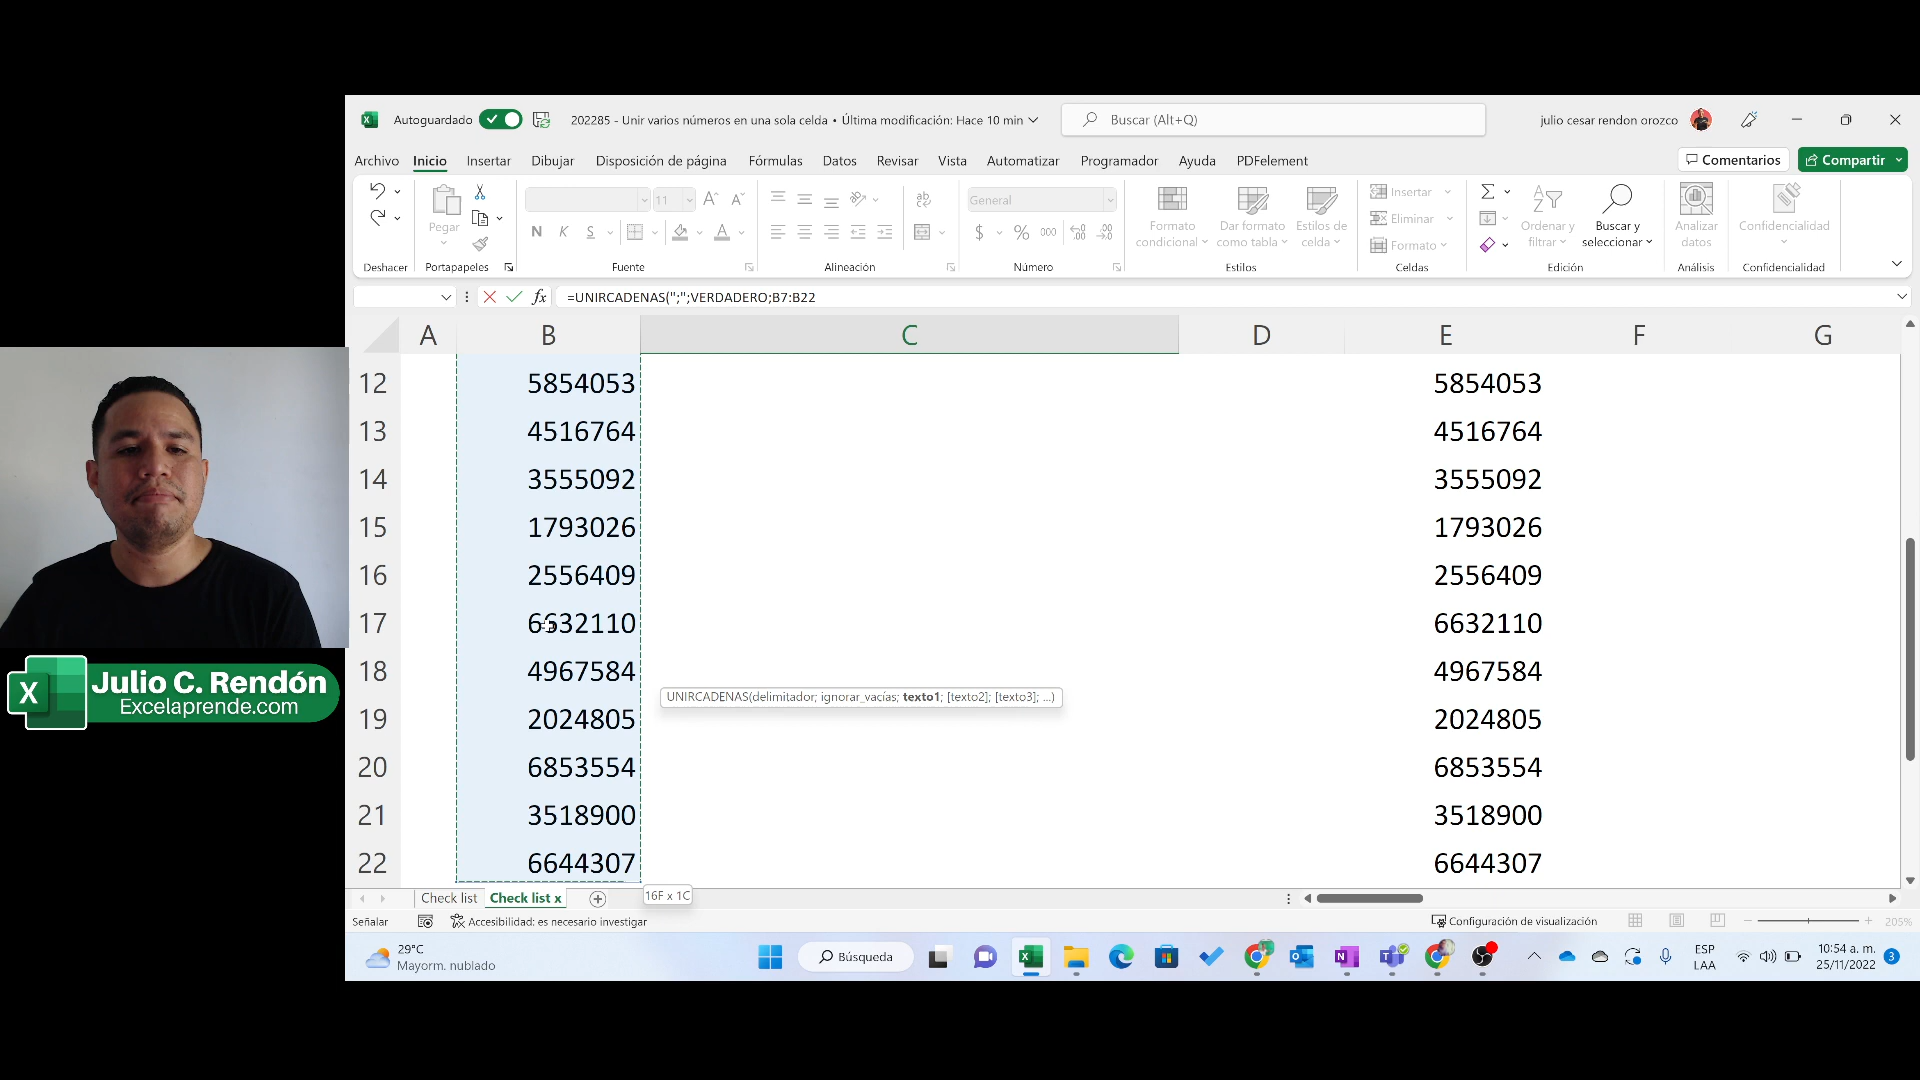 Autoguardado
202285 - Unir varios números en una sola celda • Última modificación: Hace 10 min
Buscar (Alt+Q)
julio cesar rendon orozco
Archivo Inicio Insertar Dibujar Disposición de página Fórmulas Datos Revisar Vista Automatizar Programador Ayuda PDFelement
Comentarios
Compartir
Pegar
11
N K S
General
$ % 000
Formato condicional
Dar formato como tabla
Estilos de celda
Insertar
Eliminar
Formato
Ordenar y filtrar
Buscar y seleccionar
Analizar datos
Confidencialidad
Deshacer Portapapeles Fuente Alineación Número Estilos Celdas Edición Análisis Confidencialidad
fx =UNIRCADENAS(";";VERDADERO;B7:B22
A B C D E F G
12 5854053 5854053
13 4516764 4516764
14 3555092 3555092
15 1793026 1793026
16 2556409 2556409
17 6632110 6632110
18 4967584 4967584
UNIRCADENAS(delimitador; ignorar_vacías; texto1; [texto2]; [texto3]; ...)
19 2024805 2024805
20 6853554 6853554
21 3518900 3518900
22 6644307 6644307
Julio C. Rendón
Excelaprende.com
Check list Check list x
16F x 1C
Señalar
Accesibilidad: es necesario investigar
Configuración de visualización
205%
29°C
Mayorm. nublado
Búsqueda
ESP
LAA
10:54 a. m.
25/11/2022
3